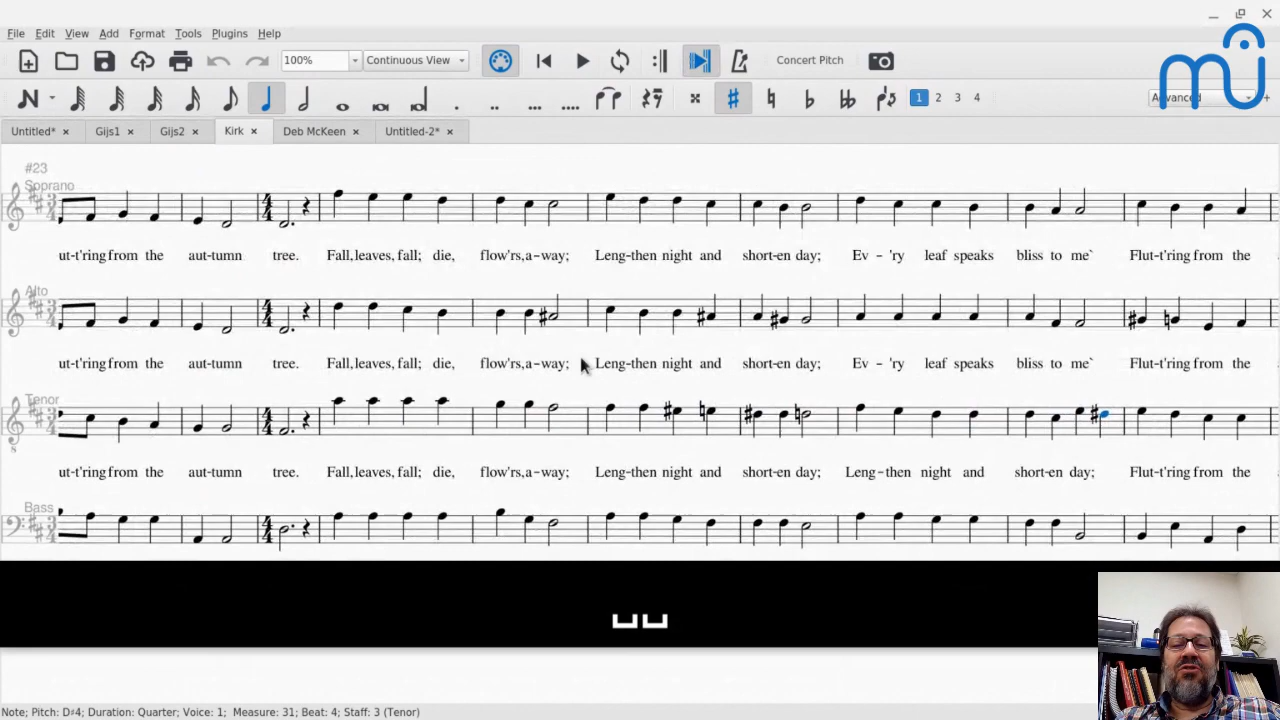 File Edit View Add Format Tools Plugins Help
100% Continuous View Concert Pitch
1 2 3 4 Advanced +
Untitled* × Gijs1 × Gijs2 × Kirk × Deb McKeen × Untitled-2* ×
#23
Soprano
ut-t'ring from the aut-tumn tree. Fall, leaves, fall; die, flow'rs, a-way; Leng-then night and short-en day; Ev-'ry leaf speaks bliss to me` Flut-t'ring from the
Alto
ut-t'ring from the aut-tumn tree. Fall, leaves, fall; die, flow'rs, a-way; Leng-then night and short-en day; Ev-'ry leaf speaks bliss to me` Flut-t'ring from the
Tenor
ut-t'ring from the aut-tumn tree. Fall, leaves, fall; die, flow'rs, a-way; Leng-then night and short-en day; Leng-then night and short-en day; Flut-t'ring from the
Bass
Note; Pitch: D♯4; Duration: Quarter; Voice: 1; Measure: 31; Beat: 4; Staff: 3 (Tenor)